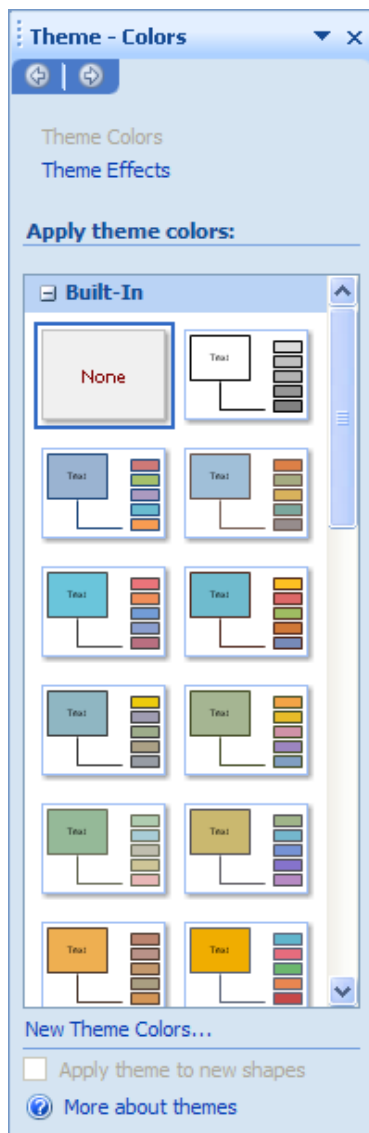 Theme - Colors
Theme Colors
Theme Effects
Apply theme colors:
Built-In
None
Text
Text
Text
Text
Text
Text
Text
Text
Text
Text
Text
New Theme Colors...
Apply theme to new shapes
More about themes